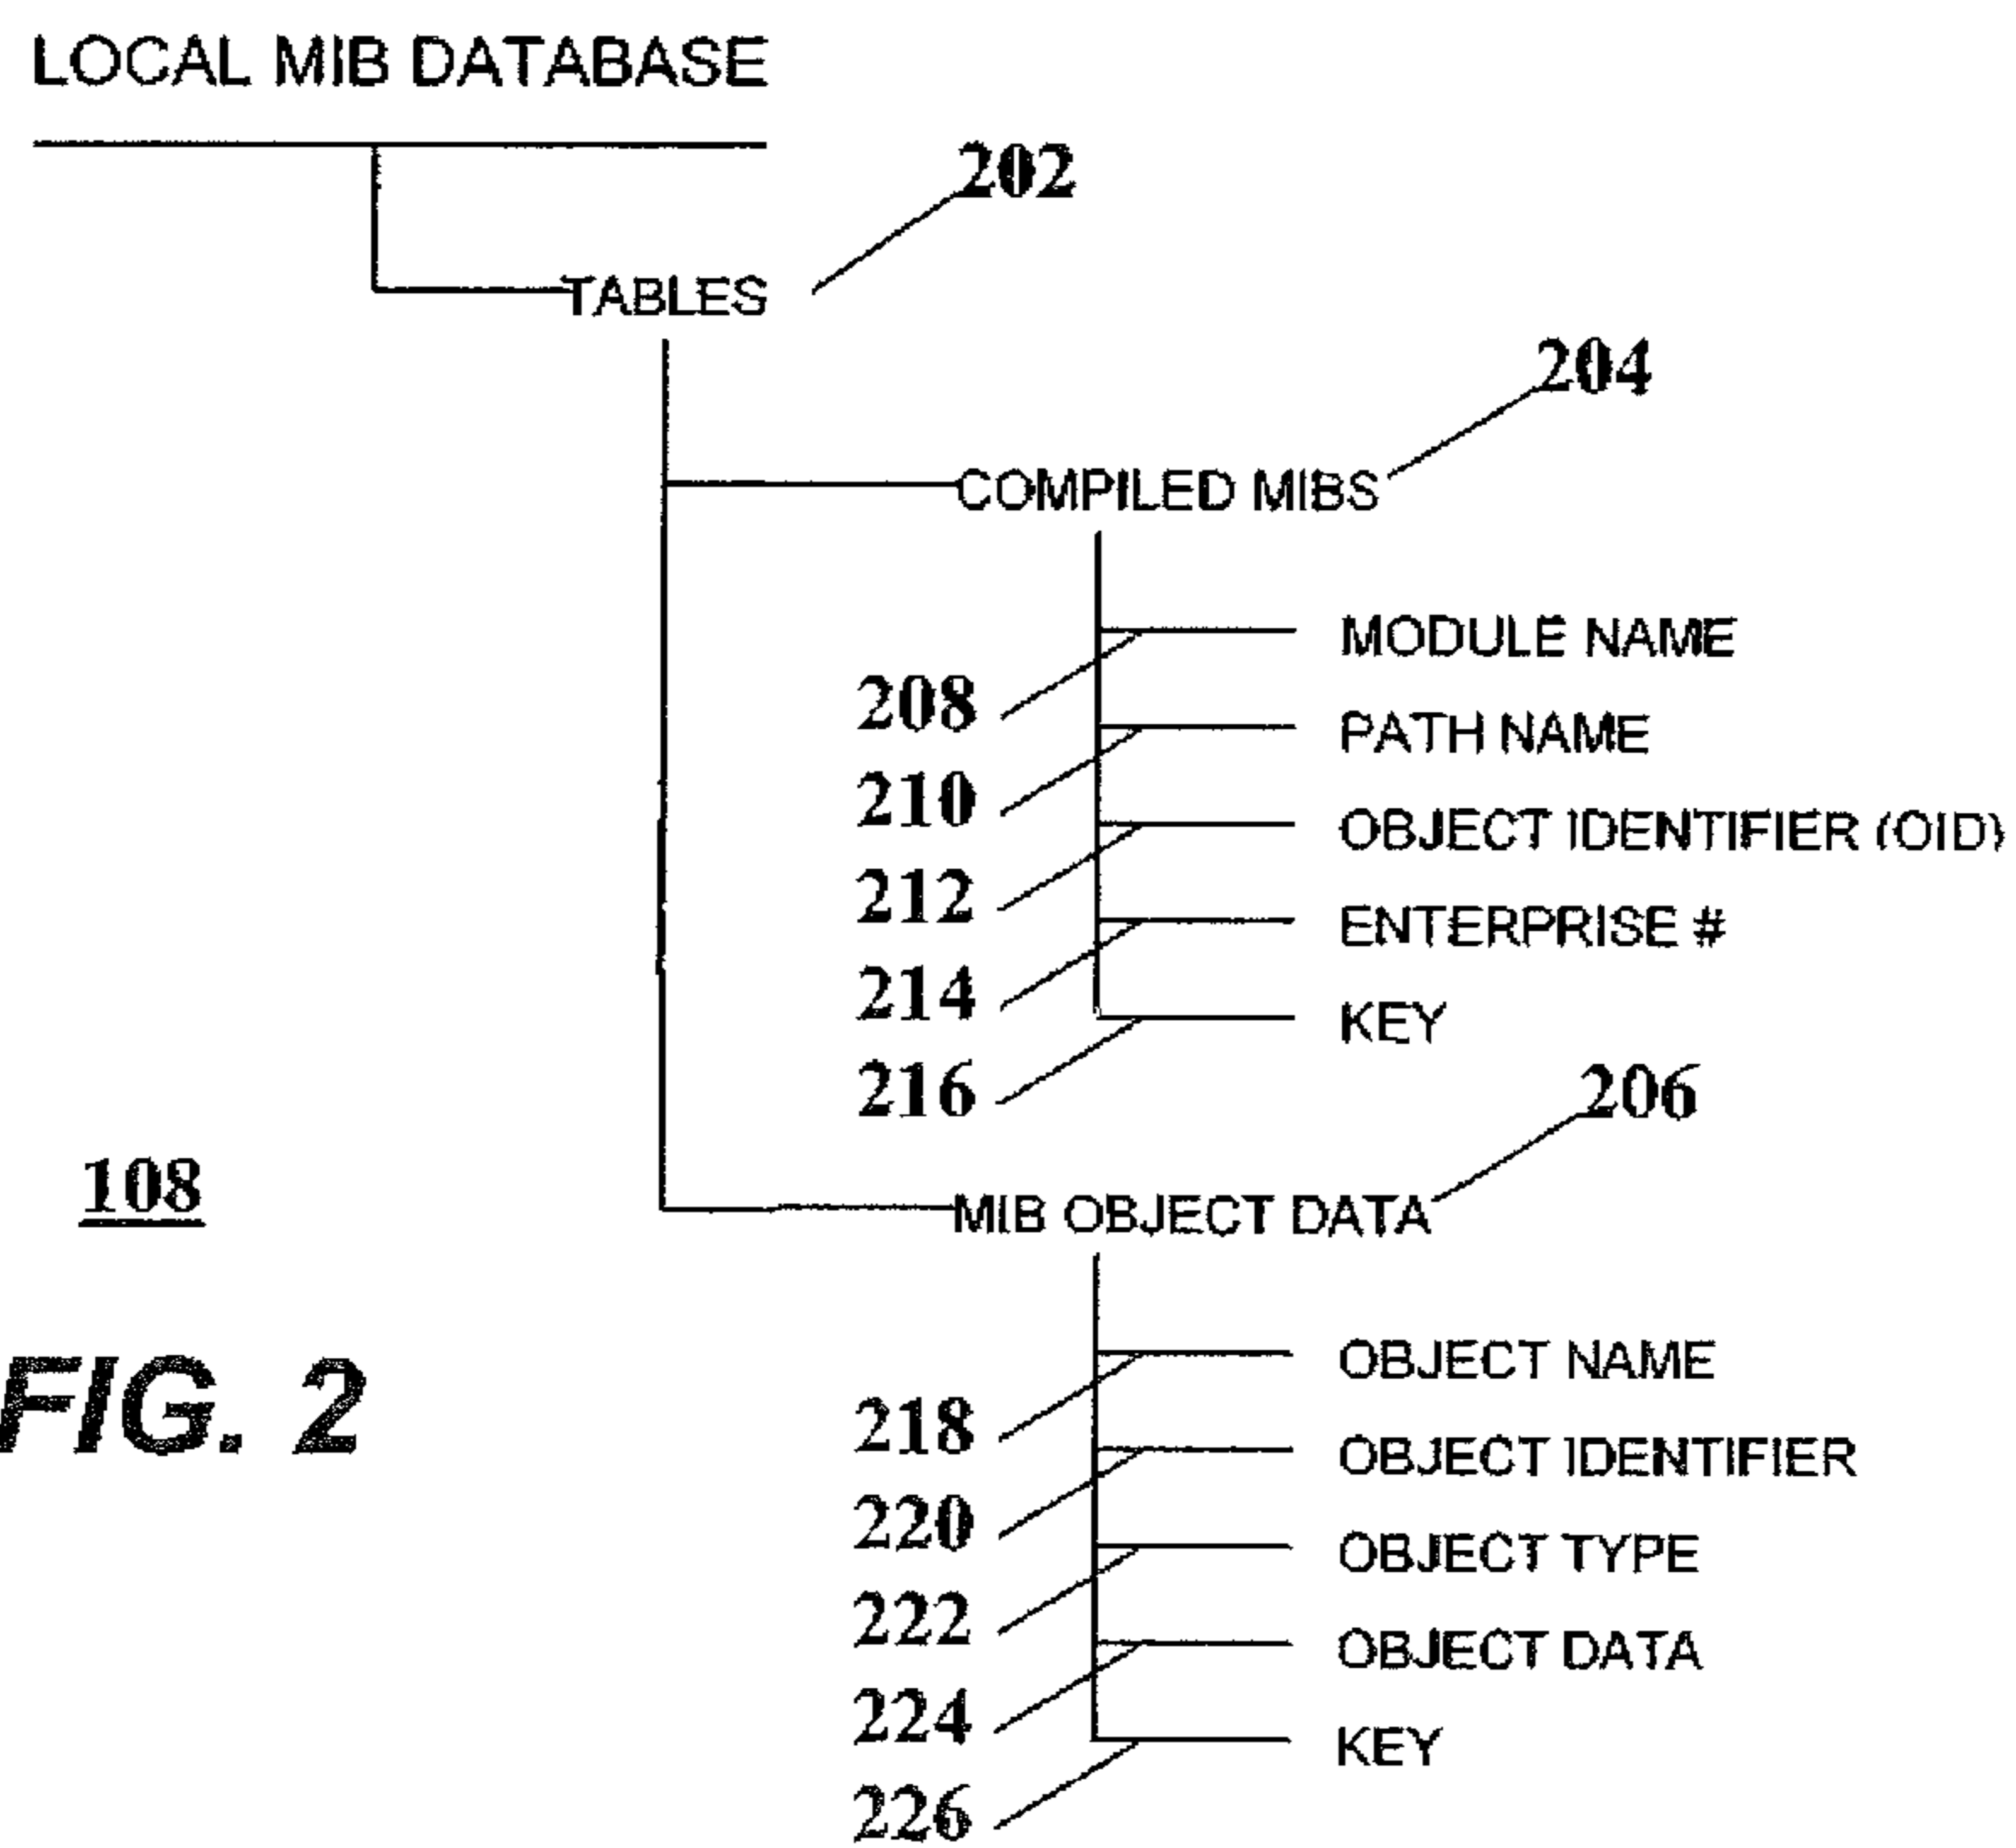 LOCAL MIB DATABASE
202
TABLES
204
COMPILED MIBS
MODULE NAME
208
PATH NAME
210
OBJECT IDENTIFIER (OID)
212
ENTERPRISE #
214
KEY
216
206
108
MIB OBJECT DATA
FIG. 2
OBJECT NAME
218
OBJECT IDENTIFIER
220
OBJECT TYPE
222
OBJECT DATA
224
KEY
226